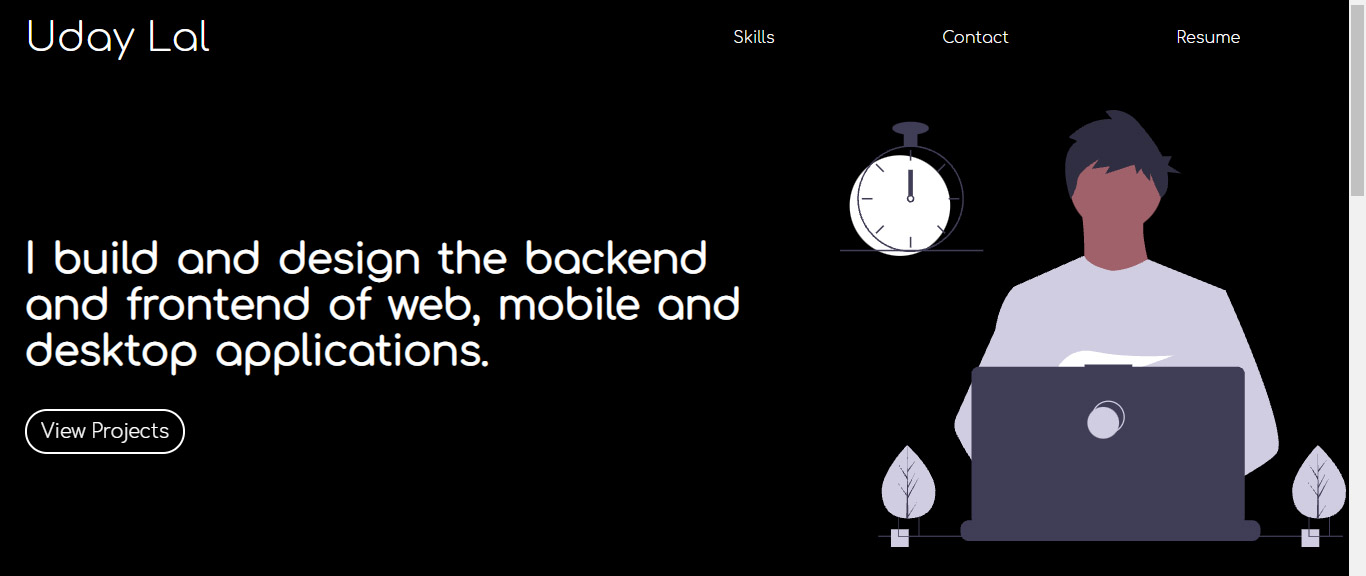 Uday Lal
Skills
Contact
Resume
I build and design the backend
and frontend of web, mobile and
desktop applications.
View Projects